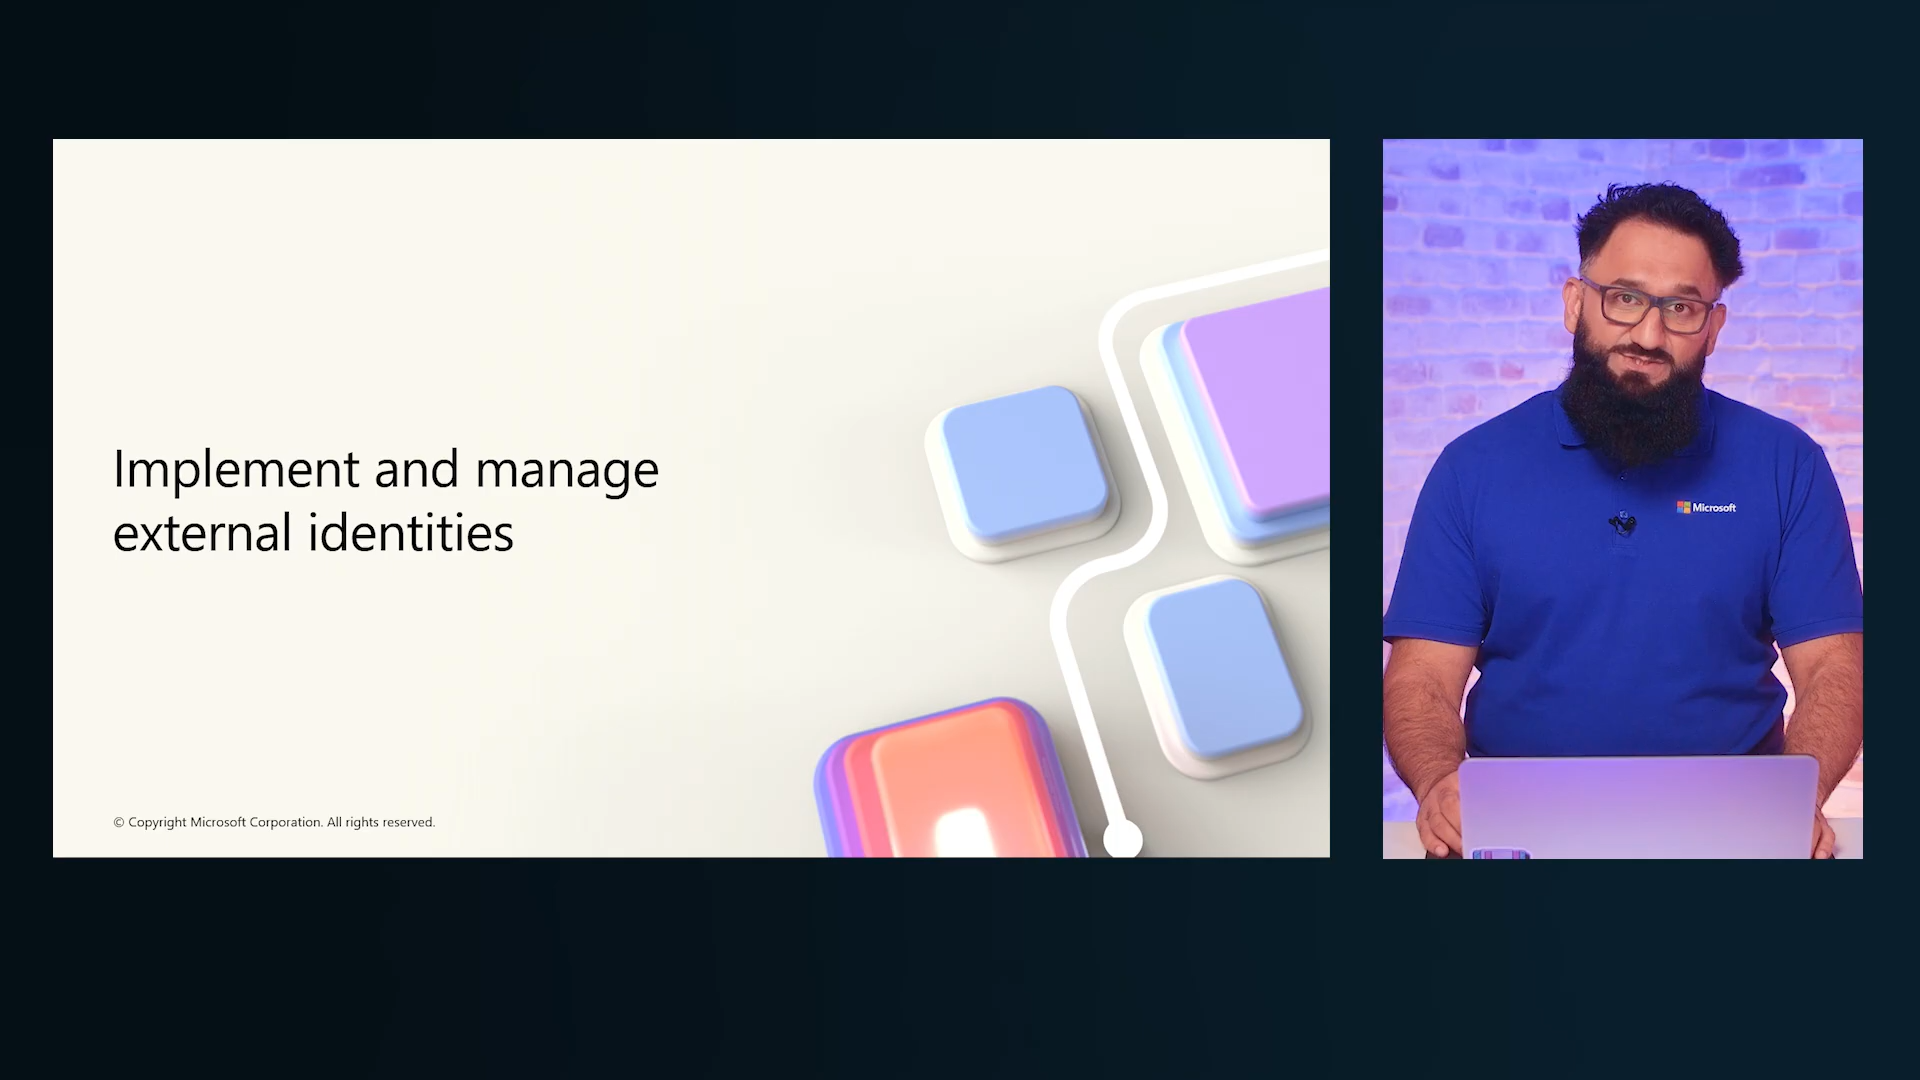 Implement and manage
external identities
© Copyright Microsoft Corporation. All rights reserved.
Microsoft